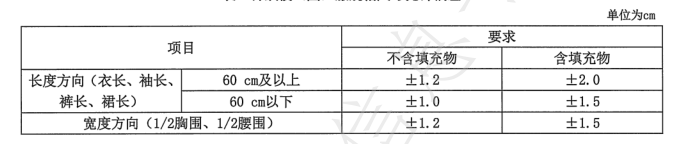 单位为cm
项目 要求
不含填充物 含填充物
长度方向（衣长、袖长、裤长、裙长） 60 cm及以上 ±1.2 ±2.0
60 cm以下 ±1.0 ±1.5
宽度方向（1/2胸围、1/2腰围） ±1.2 ±1.5